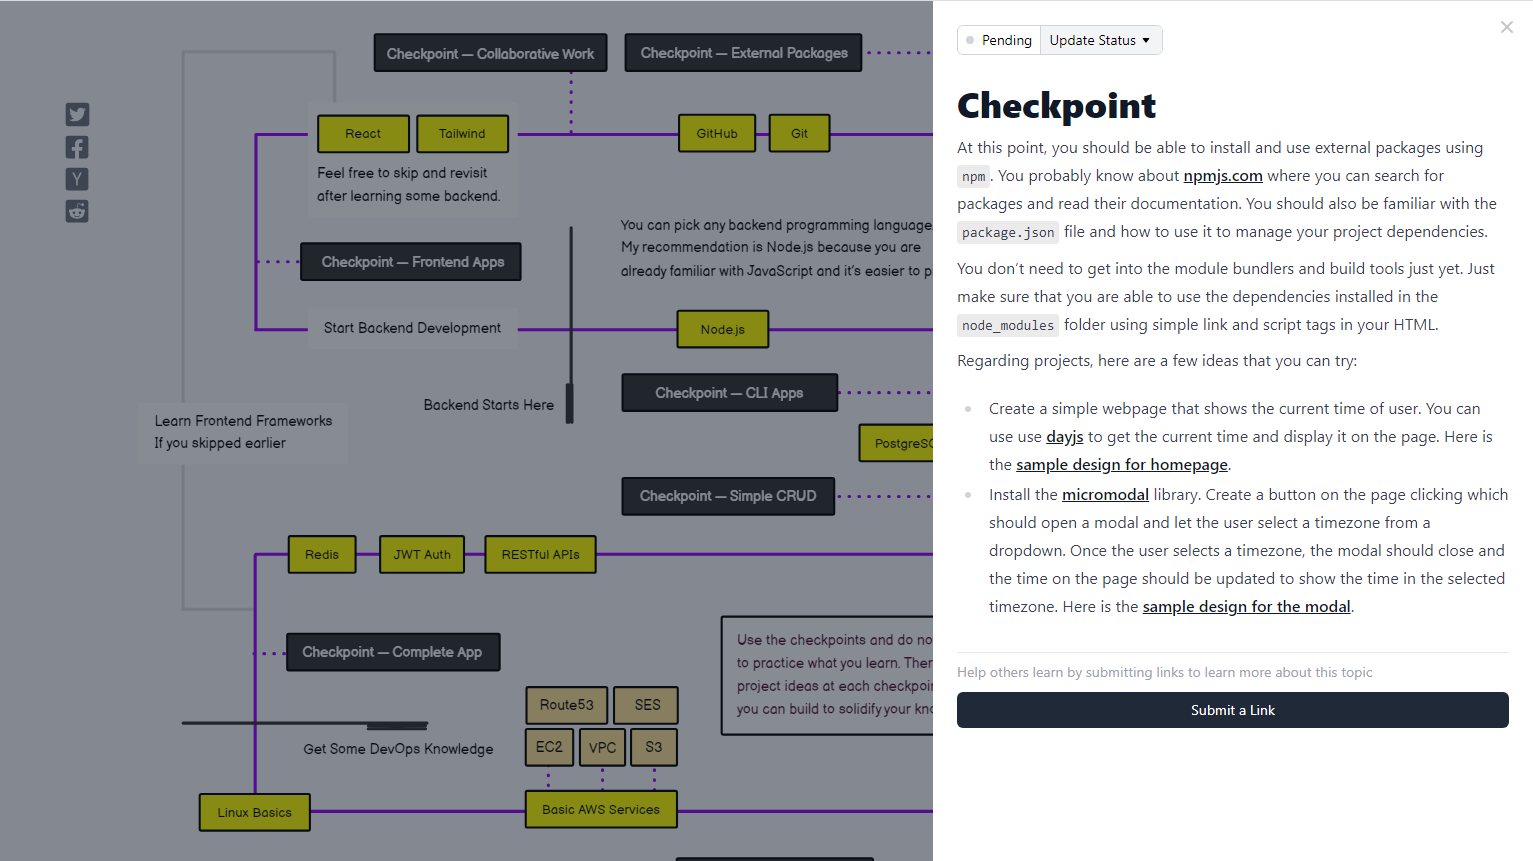 Checkpoint — Collaborative Work
Checkpoint — External Packages
React
Tailwind
GitHub
Git
Feel free to skip and revisit
after learning some backend.
You can pick any backend programming language.
My recommendation is Node.js because you are
already familiar with JavaScript and it's easier to
Checkpoint — Frontend Apps
Start Backend Development
Node.js
Checkpoint — CLI Apps
Backend Starts Here
Learn Frontend Frameworks
If you skipped earlier
Checkpoint — Simple CRUD
Redis
JWT Auth
RESTful APIs
Checkpoint — Complete App
Use the checkpoints and do
to practice what you learn.
project ideas at each
you can build to solidify your
Route53
SES
EC2
VPC
S3
Get Some DevOps Knowledge
Linux Basics
Basic AWS Services
Pending
Update Status ▼
Checkpoint
At this point, you should be able to install and use external packages using
npm. You probably know about npmjs.com where you can search for
packages and read their documentation. You should also be familiar with the
package.json file and how to use it to manage your project dependencies.
You don't need to get into the module bundlers and build tools just yet. Just
make sure that you are able to use the dependencies installed in the
node_modules folder using simple link and script tags in your HTML.
Regarding projects, here are a few ideas that you can try:
Create a simple webpage that shows the current time of user. You can
use use dayjs to get the current time and display it on the page. Here is
the sample design for homepage.
Install the micromodal library. Create a button on the page clicking which
should open a modal and let the user select a timezone from a
dropdown. Once the user selects a timezone, the modal should close and
the time on the page should be updated to show the time in the selected
timezone. Here is the sample design for the modal.
Help others learn by submitting links to learn more about this topic
Submit a Link